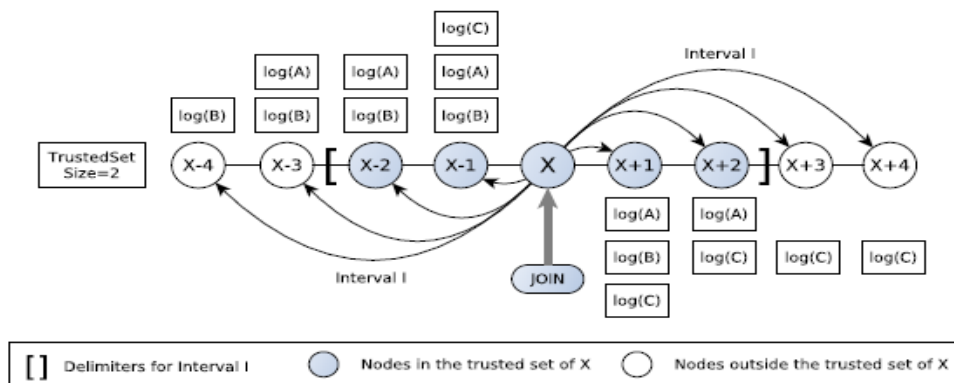 log(C)
log(A) log(A) log(A) Interval I
log(B) log(B) log(B) log(B)
TrustedSet
Size=2
X-4 X-3 [ X-2 X-1 X X+1 X+2 ] X+3 X+4
log(A) log(A)
Interval I JOIN log(B) log(C) log(C) log(C)
log(C)
[ ] Delimiters for Interval I Nodes in the trusted set of X Nodes outside the trusted set of X